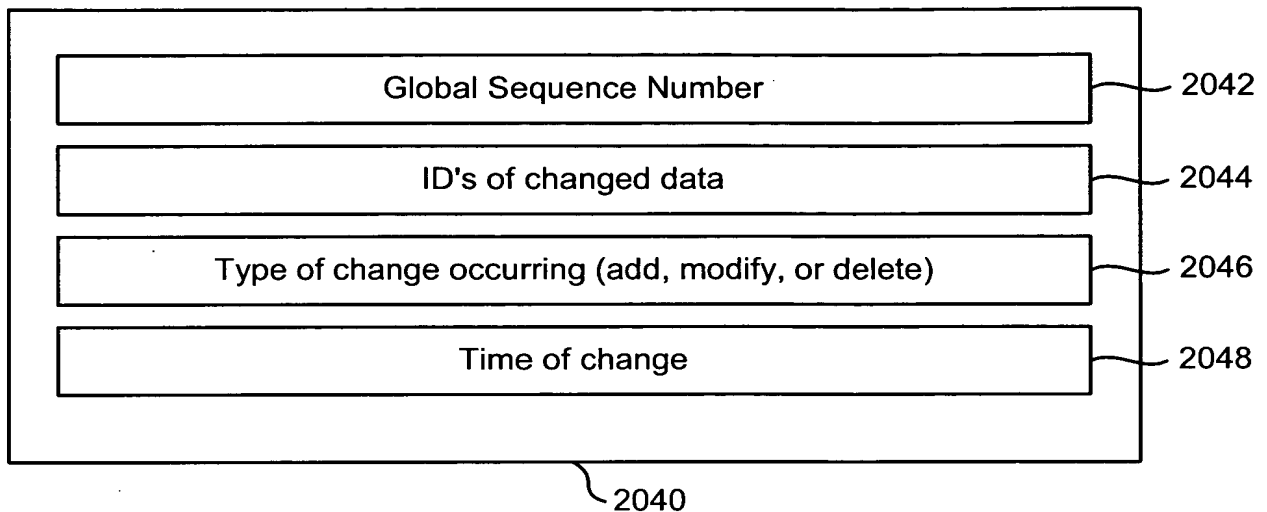 Global Sequence Number 2042
ID's of changed data 2044
Type of change occurring (add, modify, or delete) 2046
Time of change 2048
2040